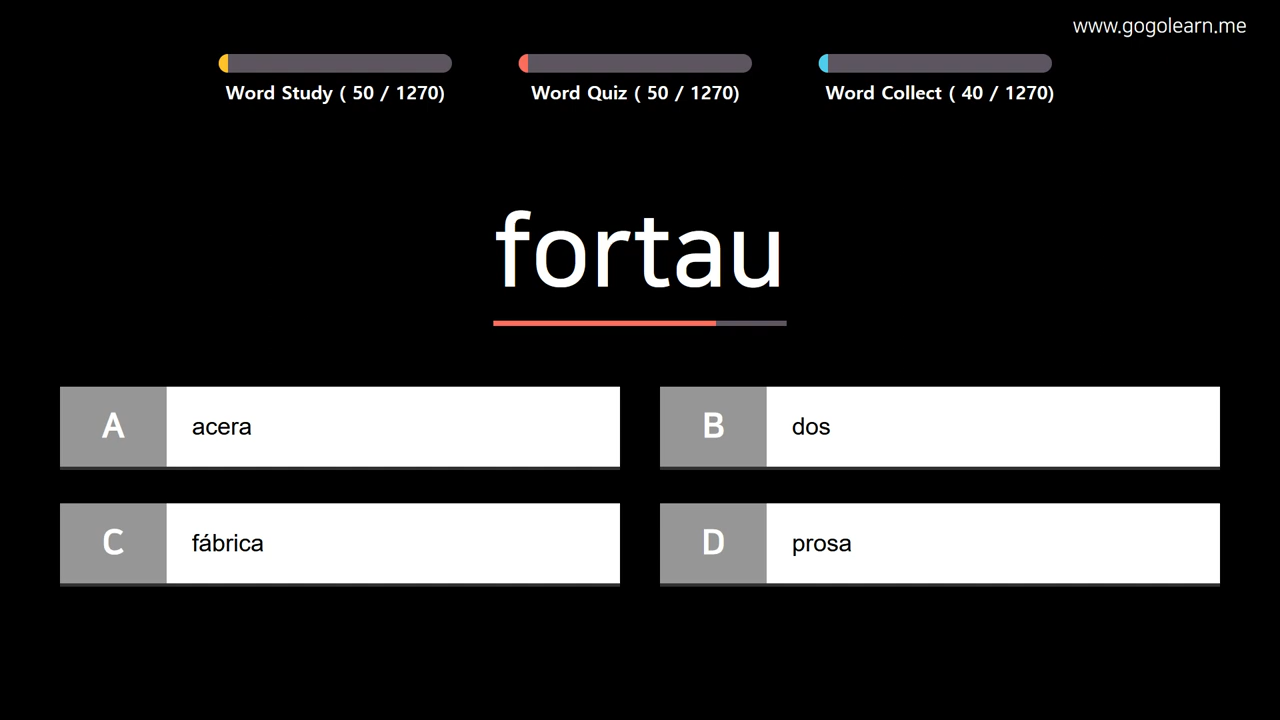 www.gogolearn.me
Word Study ( 50 / 1270)
Word Quiz ( 50 / 1270)
Word Collect ( 40 / 1270)
fortau
A acera
B dos
C fábrica
D prosa